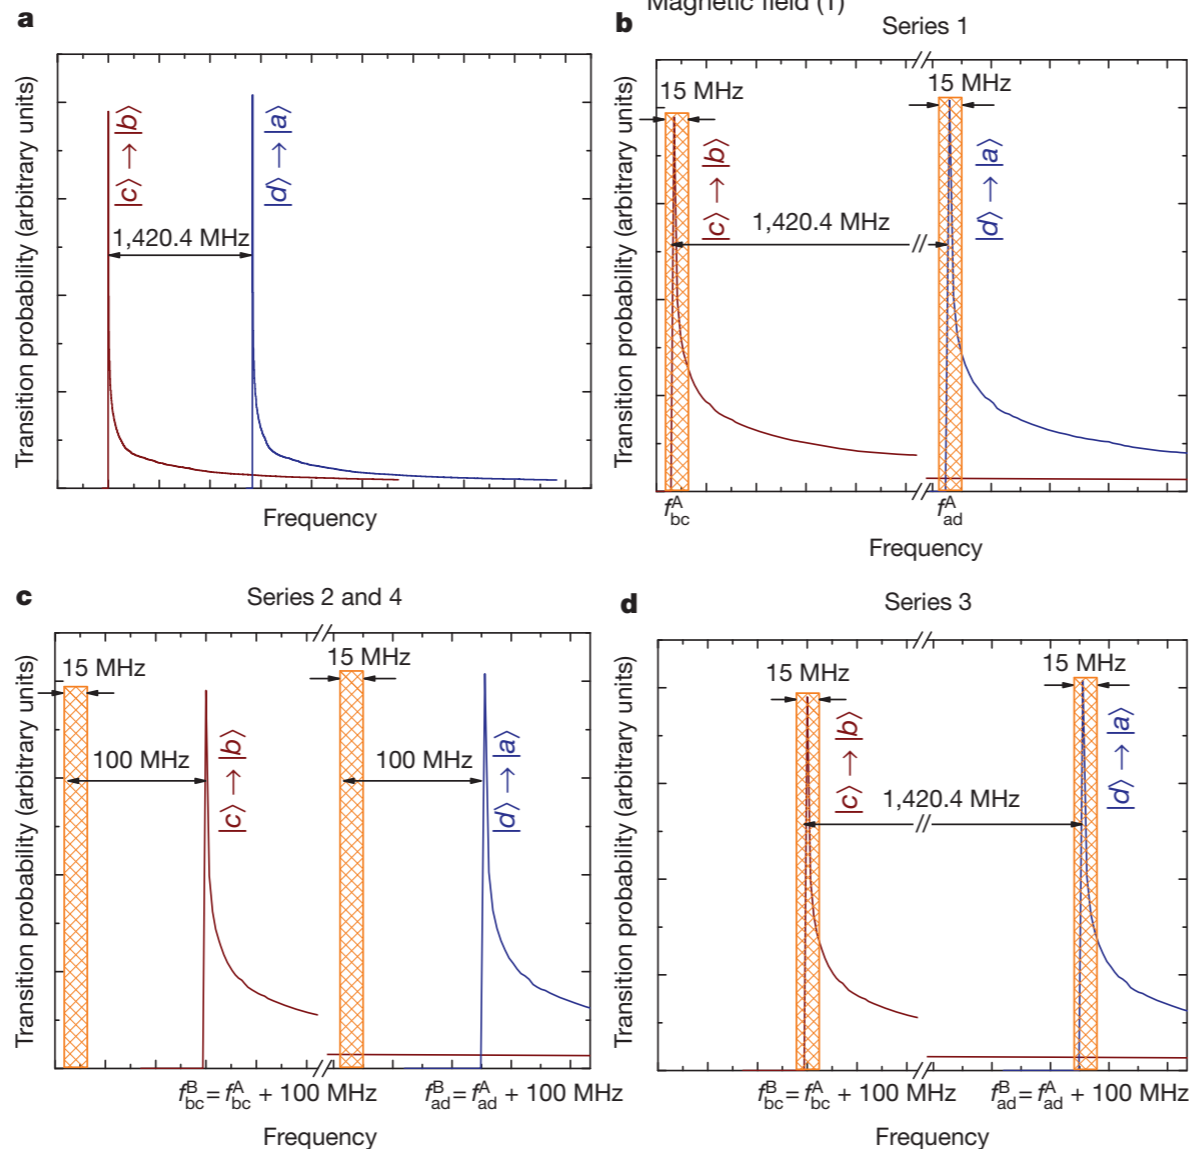 Magnetic field (T)
a
Transition probability (arbitrary units)
|c⟩ → |b⟩
|d⟩ → |a⟩
1,420.4 MHz
Frequency
b
Series 1
Transition probability (arbitrary units)
15 MHz
15 MHz
|c⟩ → |b⟩
|d⟩ → |a⟩
1,420.4 MHz
f^A_bc
f^A_ad
Frequency
c
Series 2 and 4
Transition probability (arbitrary units)
15 MHz
15 MHz
100 MHz
100 MHz
|c⟩ → |b⟩
|d⟩ → |a⟩
f^B_bc = f^A_bc + 100 MHz
f^B_ad = f^A_ad + 100 MHz
Frequency
d
Series 3
Transition probability (arbitrary units)
15 MHz
15 MHz
|c⟩ → |b⟩
|d⟩ → |a⟩
1,420.4 MHz
f^B_bc = f^A_bc + 100 MHz
f^B_ad = f^A_ad + 100 MHz
Frequency